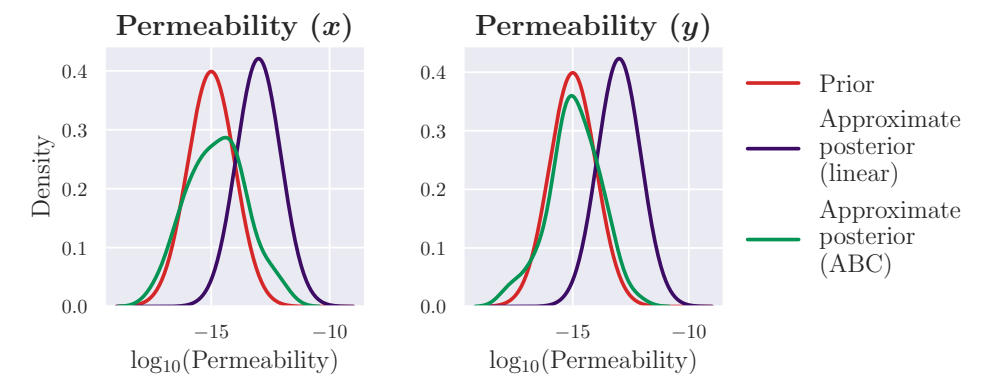 Permeability (x)
Permeability (y)
0.4
0.3
0.2
0.1
0.0
Density
−15
−10
log10(Permeability)
0.4
0.3
0.2
0.1
0.0
−15
−10
log10(Permeability)
Prior
Approximate
posterior
(linear)
Approximate
posterior
(ABC)